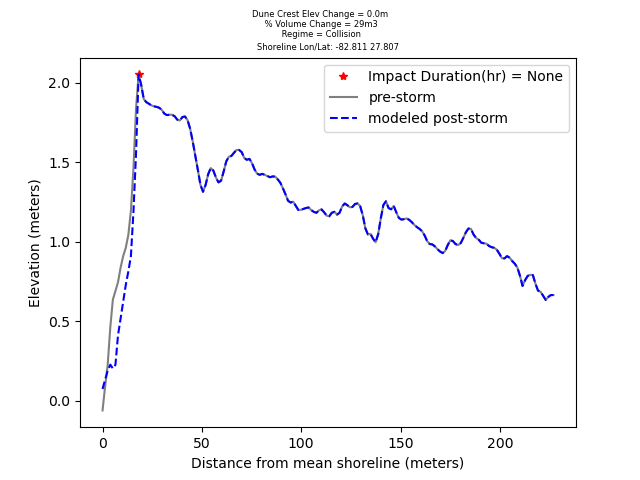 Dune Crest Elev Change = 0.0m
% Volume Change = 29m3
Regime = Collision
Shoreline Lon/Lat: -82.811 27.807
Impact Duration(hr) = None
pre-storm
modeled post-storm
Elevation (meters)
2.0
1.5
1.0
0.5
0.0
0
50
100
150
200
Distance from mean shoreline (meters)